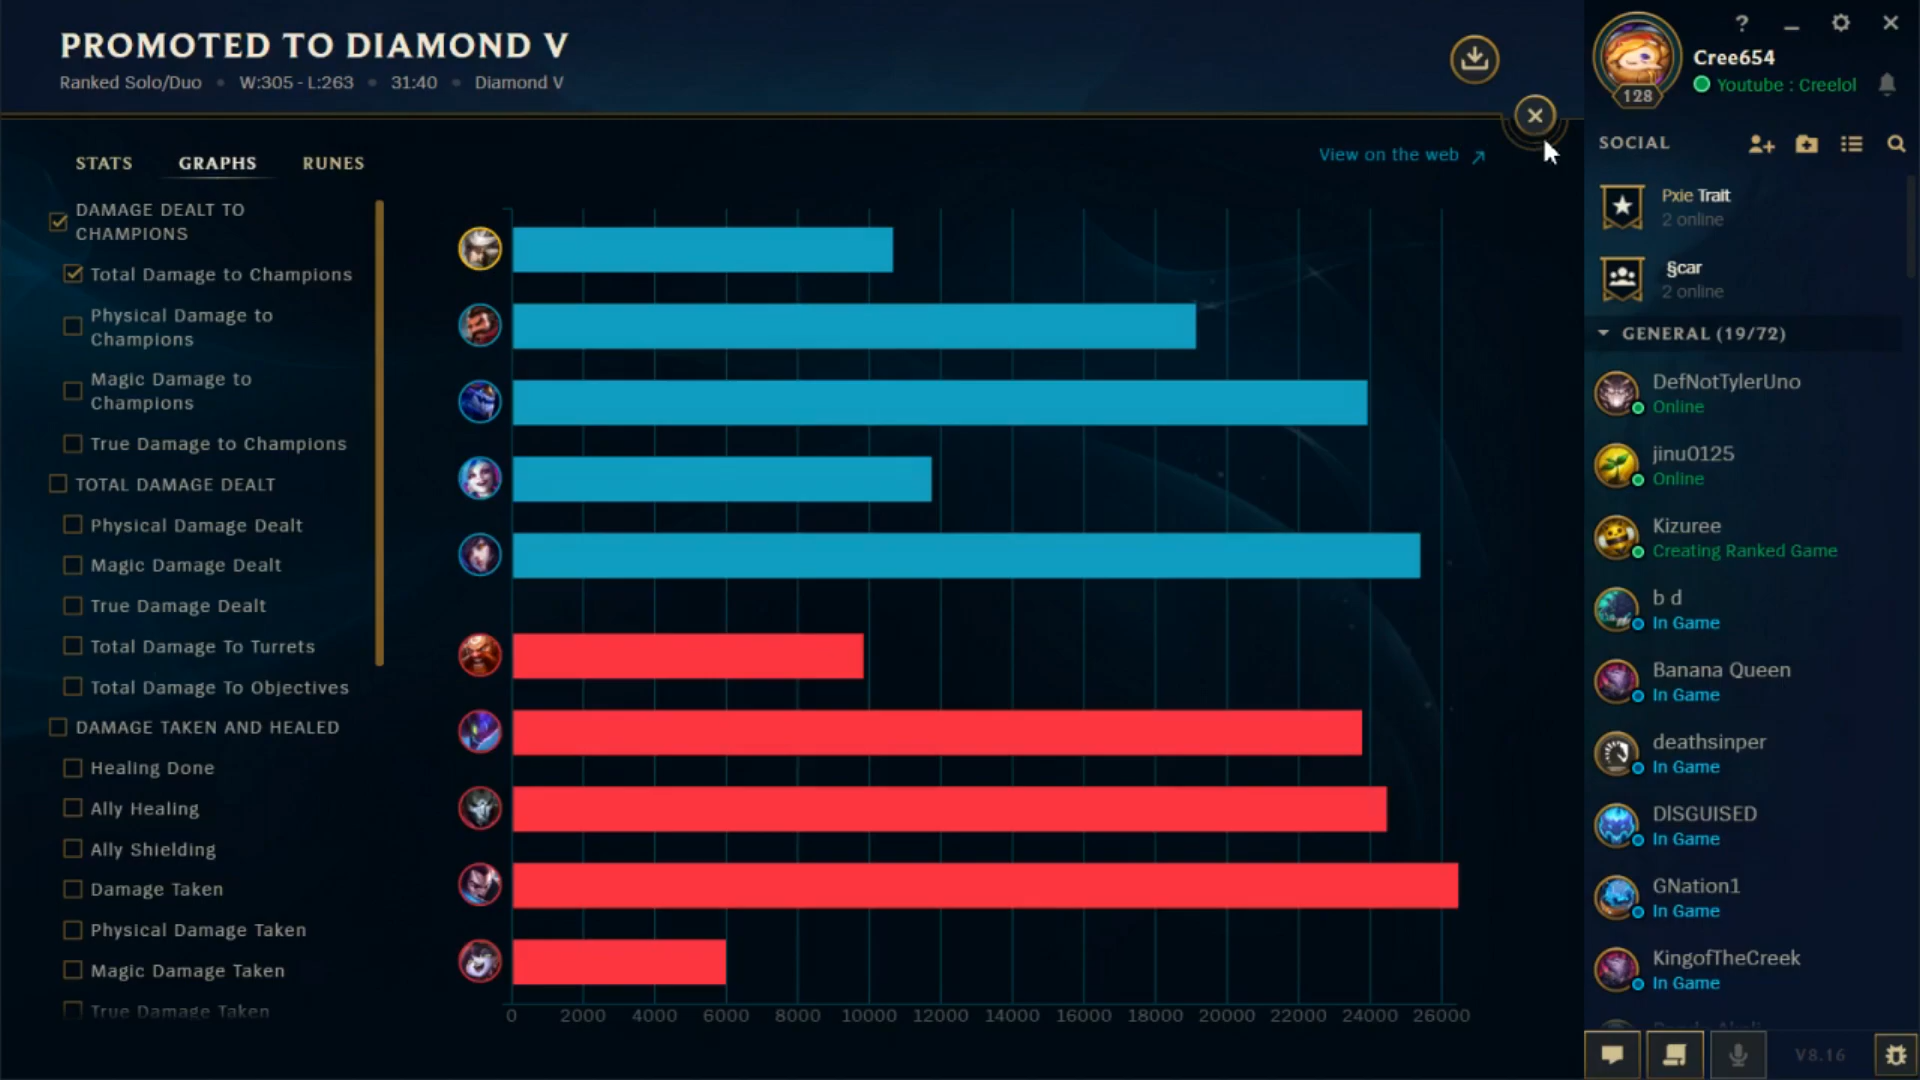 PROMOTED TO DIAMOND V
Ranked Solo/Duo • W:305 - L:263 • 31:40 • Diamond V
STATS
GRAPHS
RUNES
View on the web
DAMAGE DEALT TO
CHAMPIONS
Total Damage to Champions
Physical Damage to
Champions
Magic Damage to
Champions
True Damage to Champions
TOTAL DAMAGE DEALT
Physical Damage Dealt
Magic Damage Dealt
True Damage Dealt
Total Damage To Turrets
Total Damage To Objectives
DAMAGE TAKEN AND HEALED
Healing Done
Ally Healing
Ally Shielding
Damage Taken
Physical Damage Taken
Magic Damage Taken
True Damage Taken
0 2000 4000 6000 8000 10000 12000 14000 16000 18000 20000 22000 24000 26000
?
Cree654
Youtube : Creelol
128
SOCIAL
Pxie Trait
2 online
§car
2 online
GENERAL (19/72)
DefNotTylerUno
Online
jinu0125
Online
Kizuree
Creating Ranked Game
b d
In Game
Banana Queen
In Game
deathsinper
In Game
DISGUISED
In Game
GNation1
In Game
KingofTheCreek
In Game
V8.16